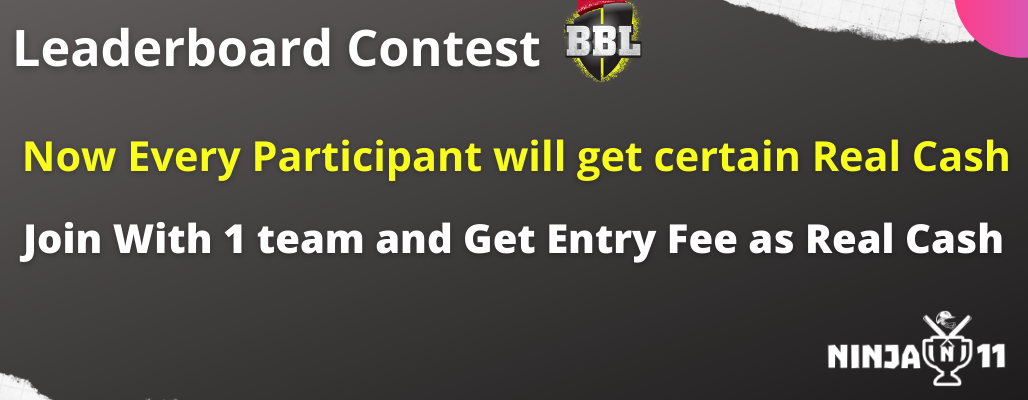 Leaderboard Contest
BBL
Now Every Participant will get certain Real Cash
Join With 1 team and Get Entry Fee as Real Cash
NINJA N 11